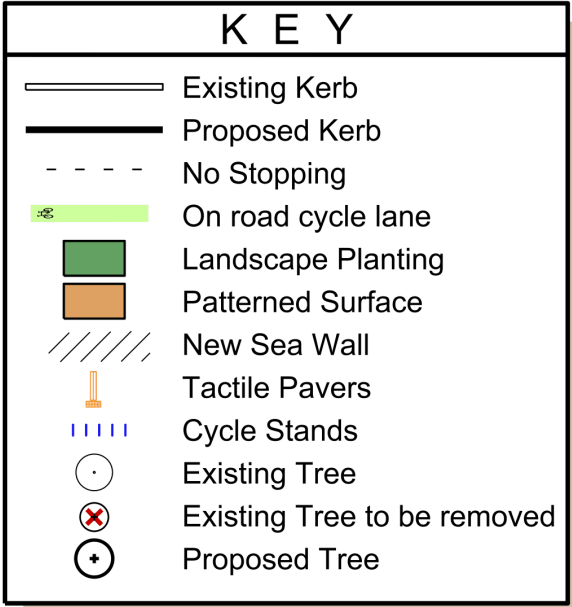 K E Y
Existing Kerb
Proposed Kerb
No Stopping
On road cycle lane
Landscape Planting
Patterned Surface
New Sea Wall
Tactile Pavers
Cycle Stands
Existing Tree
Existing Tree to be removed
Proposed Tree